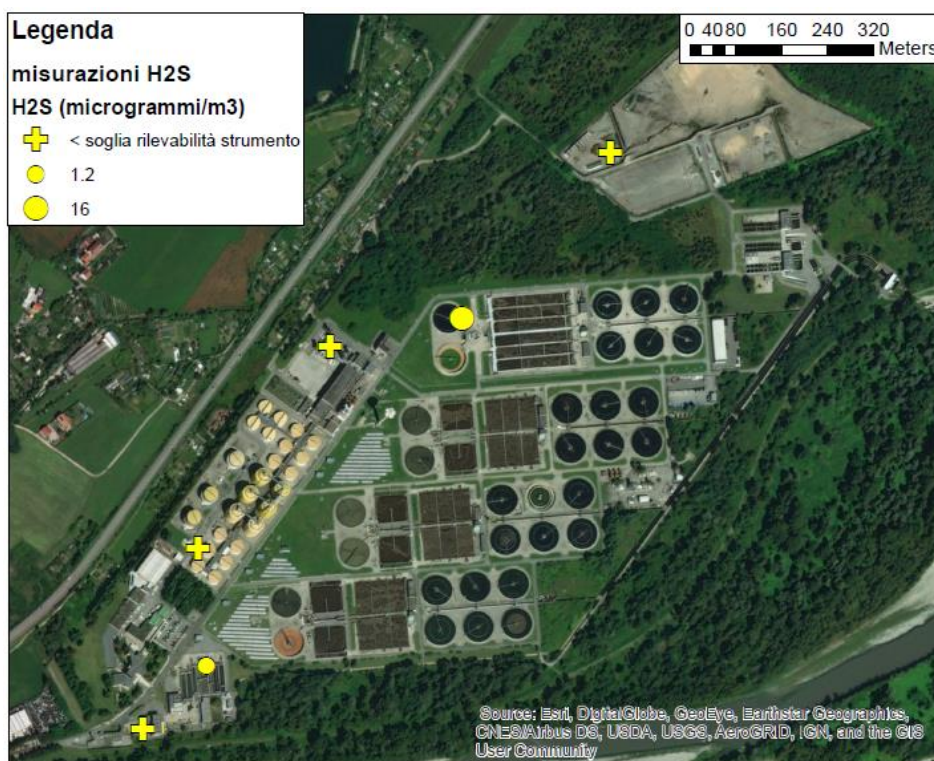 Legenda
misurazioni H2S
H2S (microgrammi/m3)
< soglia rilevabilità strumento
1.2
16
0 40 80 160 240 320
Meters
Source: Esri, DigitalGlobe, GeoEye, Earthstar Geographics,
CNES/Airbus DS, USDA, USGS, AeroGRID, IGN, and the GIS
User Community